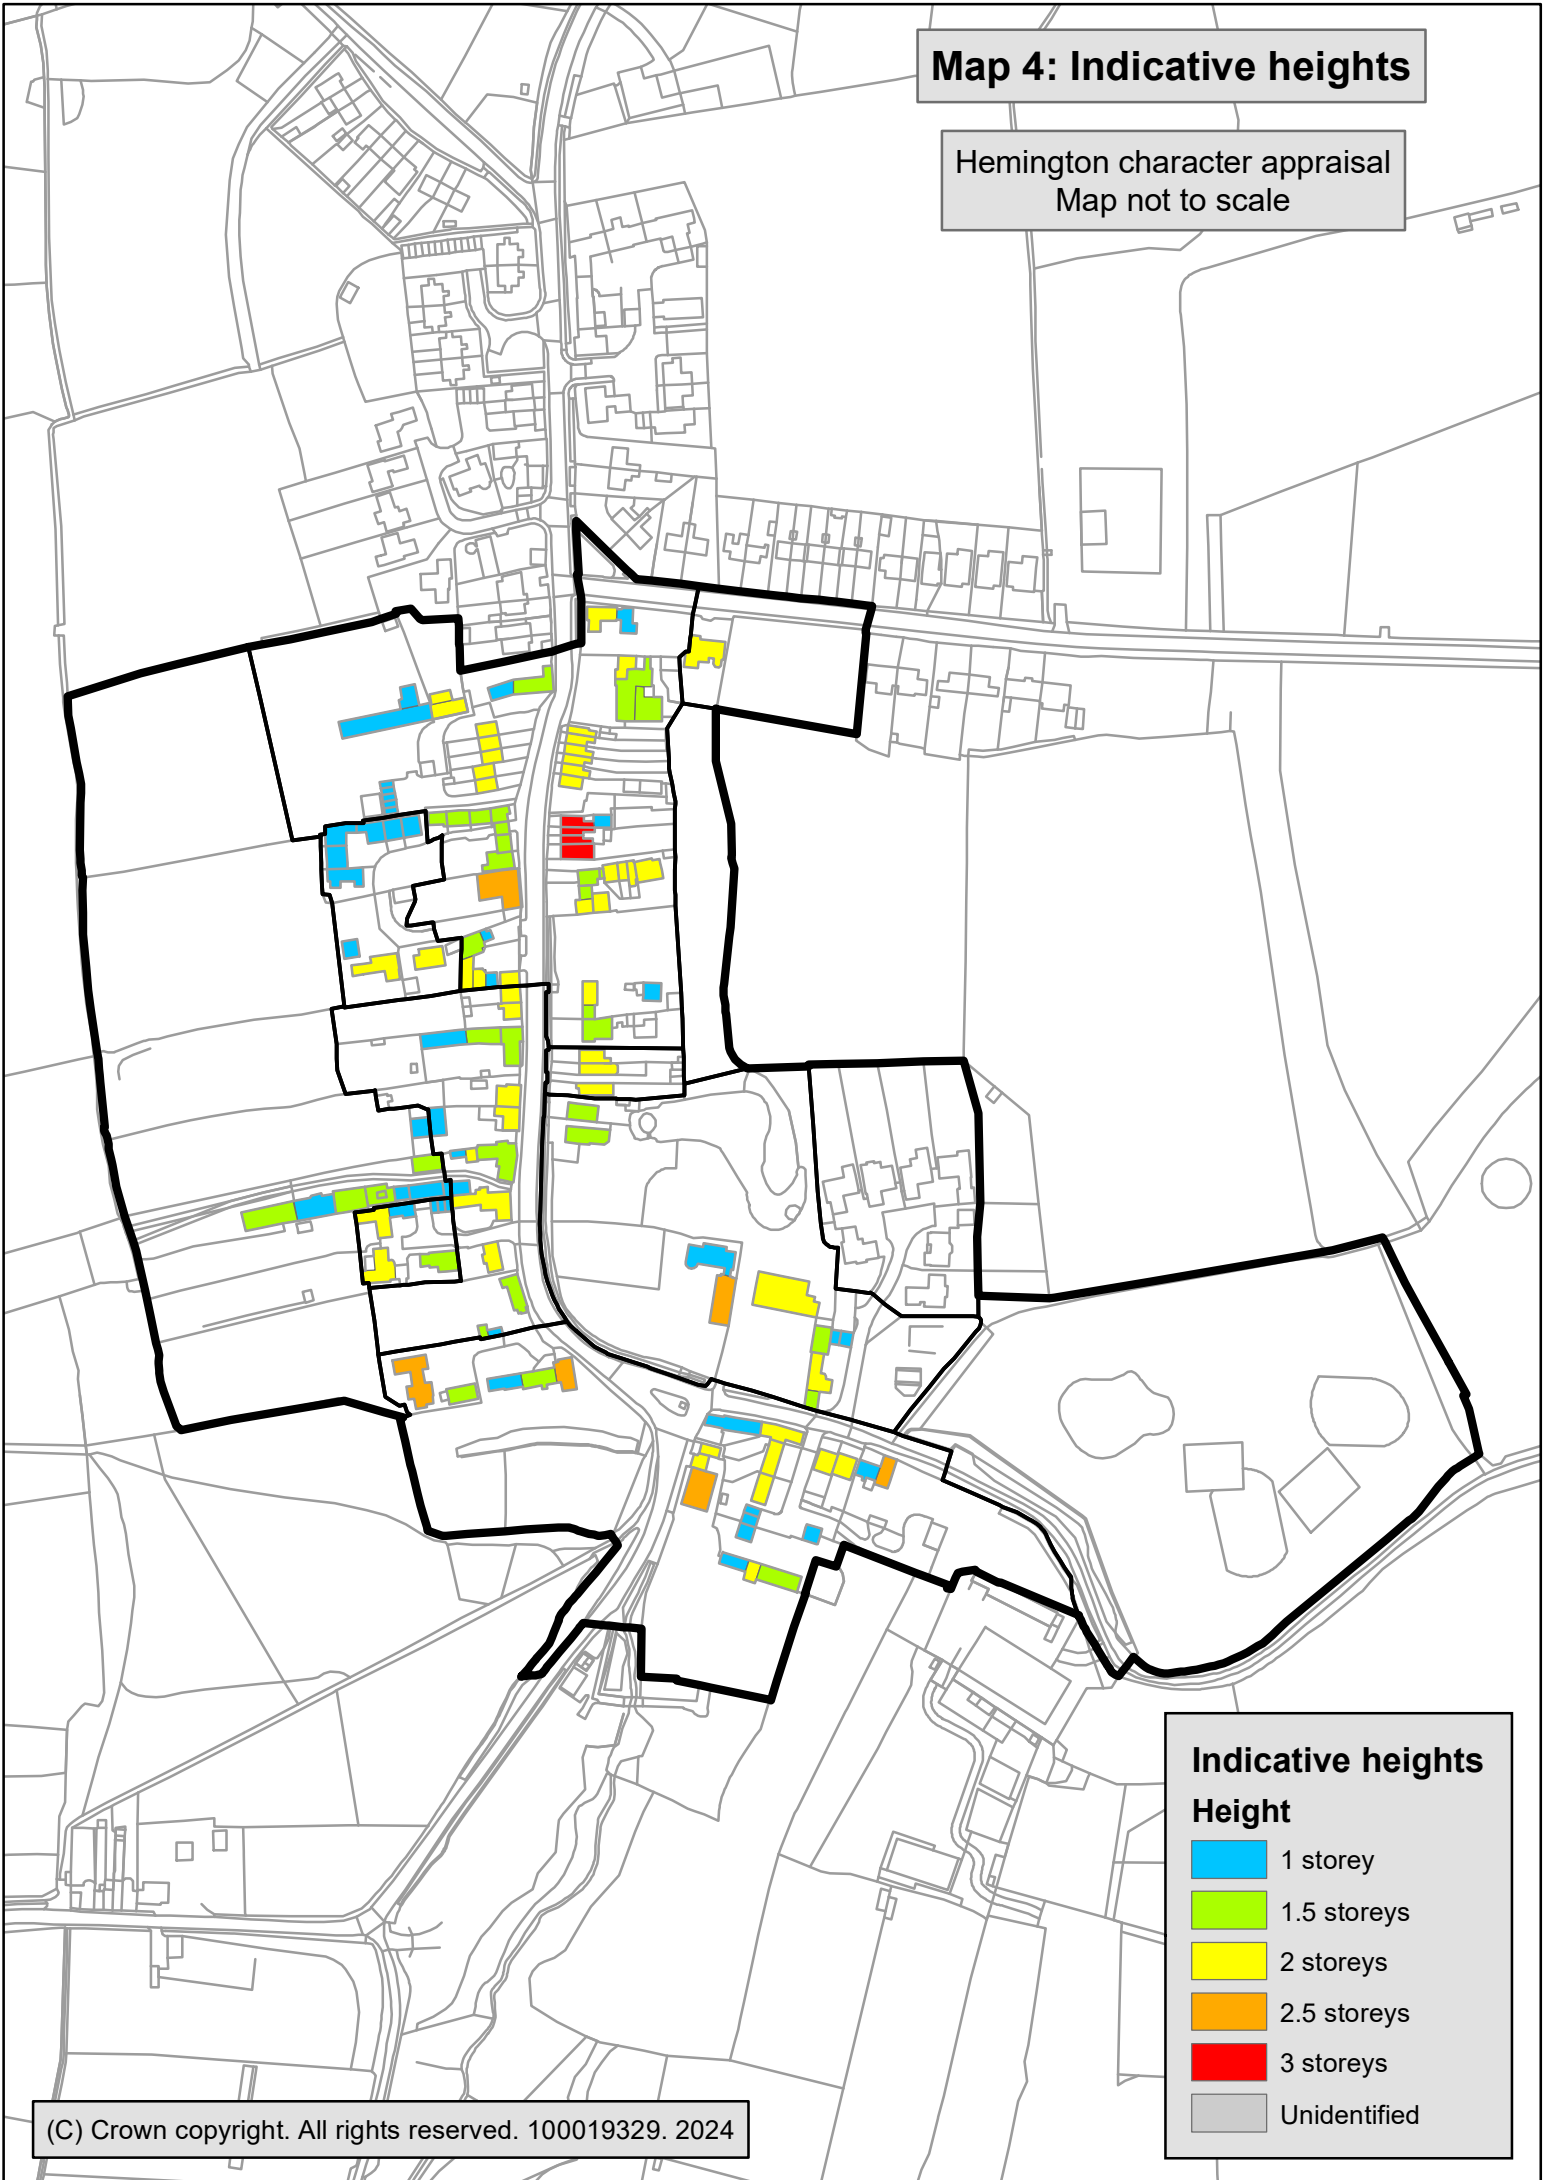 Map 4: Indicative heights
Hemington character appraisal
Map not to scale
Indicative heights
Height
1 storey
1.5 storeys
2 storeys
2.5 storeys
3 storeys
Unidentified
(C) Crown copyright. All rights reserved. 100019329. 2024